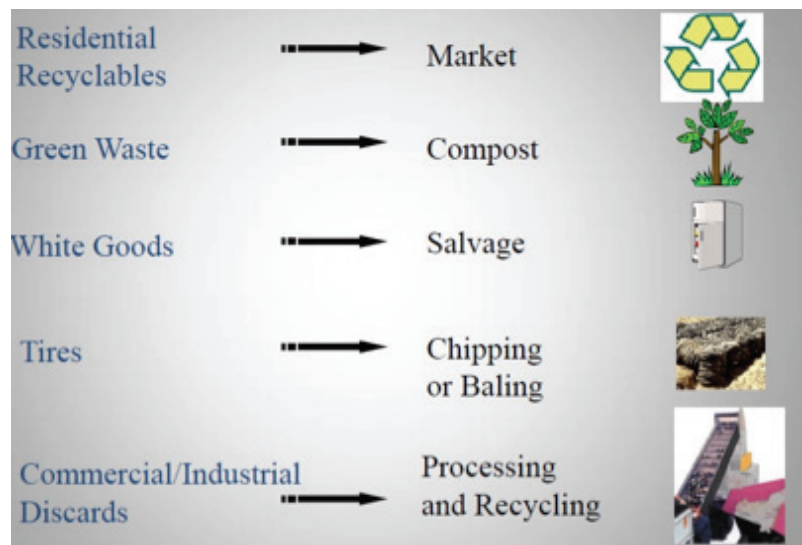 Residential
Recyclables
Market
Green Waste
Compost
White Goods
Salvage
Tires
Chipping
or Baling
Commercial/Industrial
Discards
Processing
and Recycling